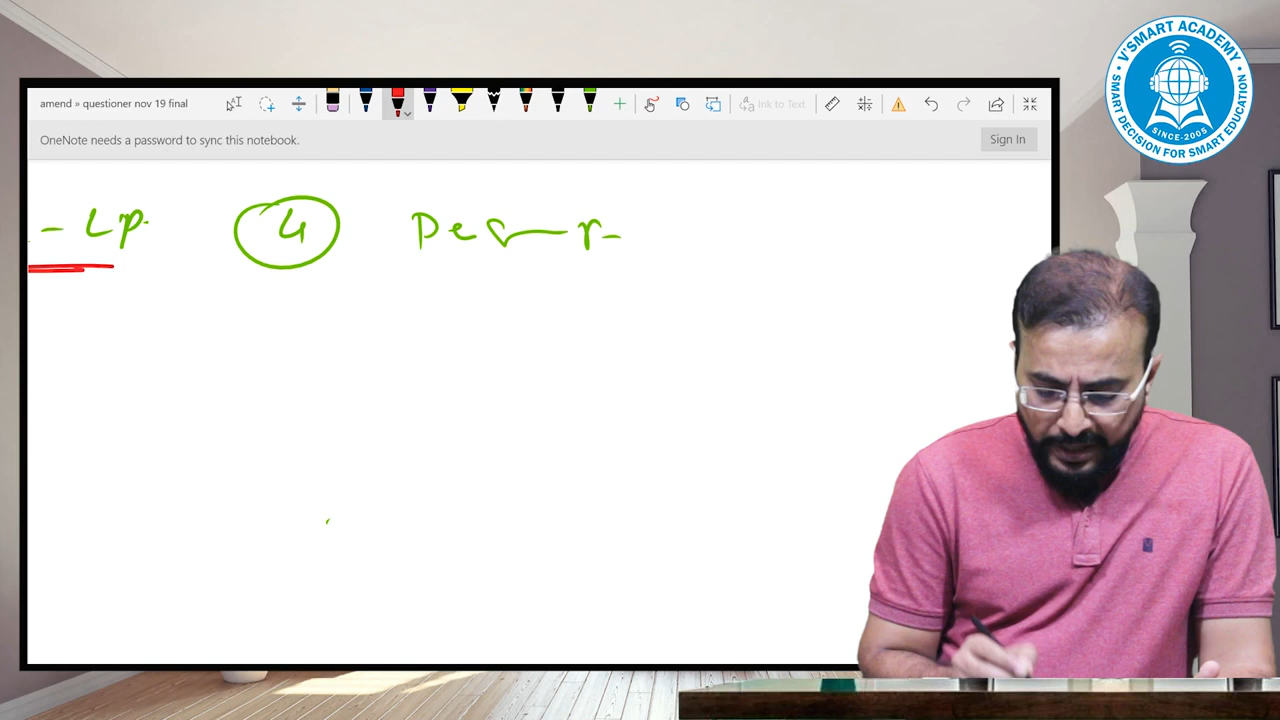 V'SMART ACADEMY
SINCE-2005
SMART DECISION FOR SMART EDUCATION
amend » questioner nov 19 final
Ink to Text
OneNote needs a password to sync this notebook.
Sign In
- LP 4